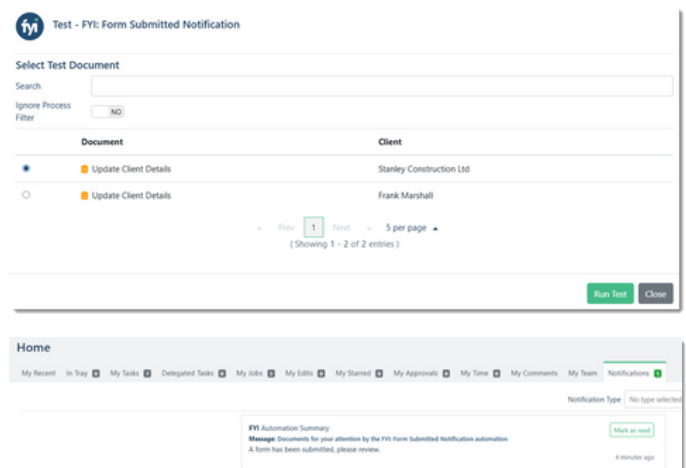 fyi Test - FYI: Form Submitted Notification
Select Test Document
Search
Ignore Process
Filter
NO
Document Client
Update Client Details Stanley Construction Ltd
Update Client Details Frank Marshall
« Prev 1 Next » 5 per page
( Showing 1 - 2 of 2 entries )
Run Test Close
Home
My Recent In Tray My Tasks Delegated Tasks My Jobs My Edits My Starred My Approvals My Time My Comments My Team Notifications
Notification Type No type selected
FYI Automation Summary Mark as read
Message: Documents for your attention by the FYI: Form Submitted Notification automation
A form has been submitted, please review.
4 minutes ago